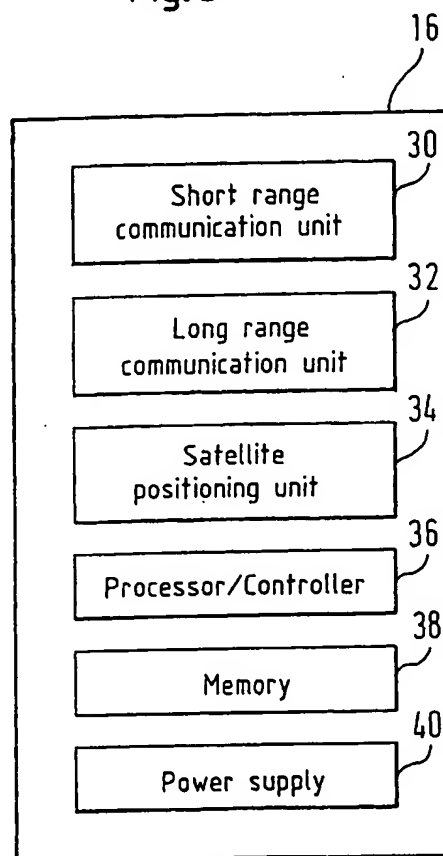 16
30
Short range
communication unit
32
Long range
communication unit
34
Satellite
positioning unit
36
Processor/Controller
38
Memory
40
Power supply